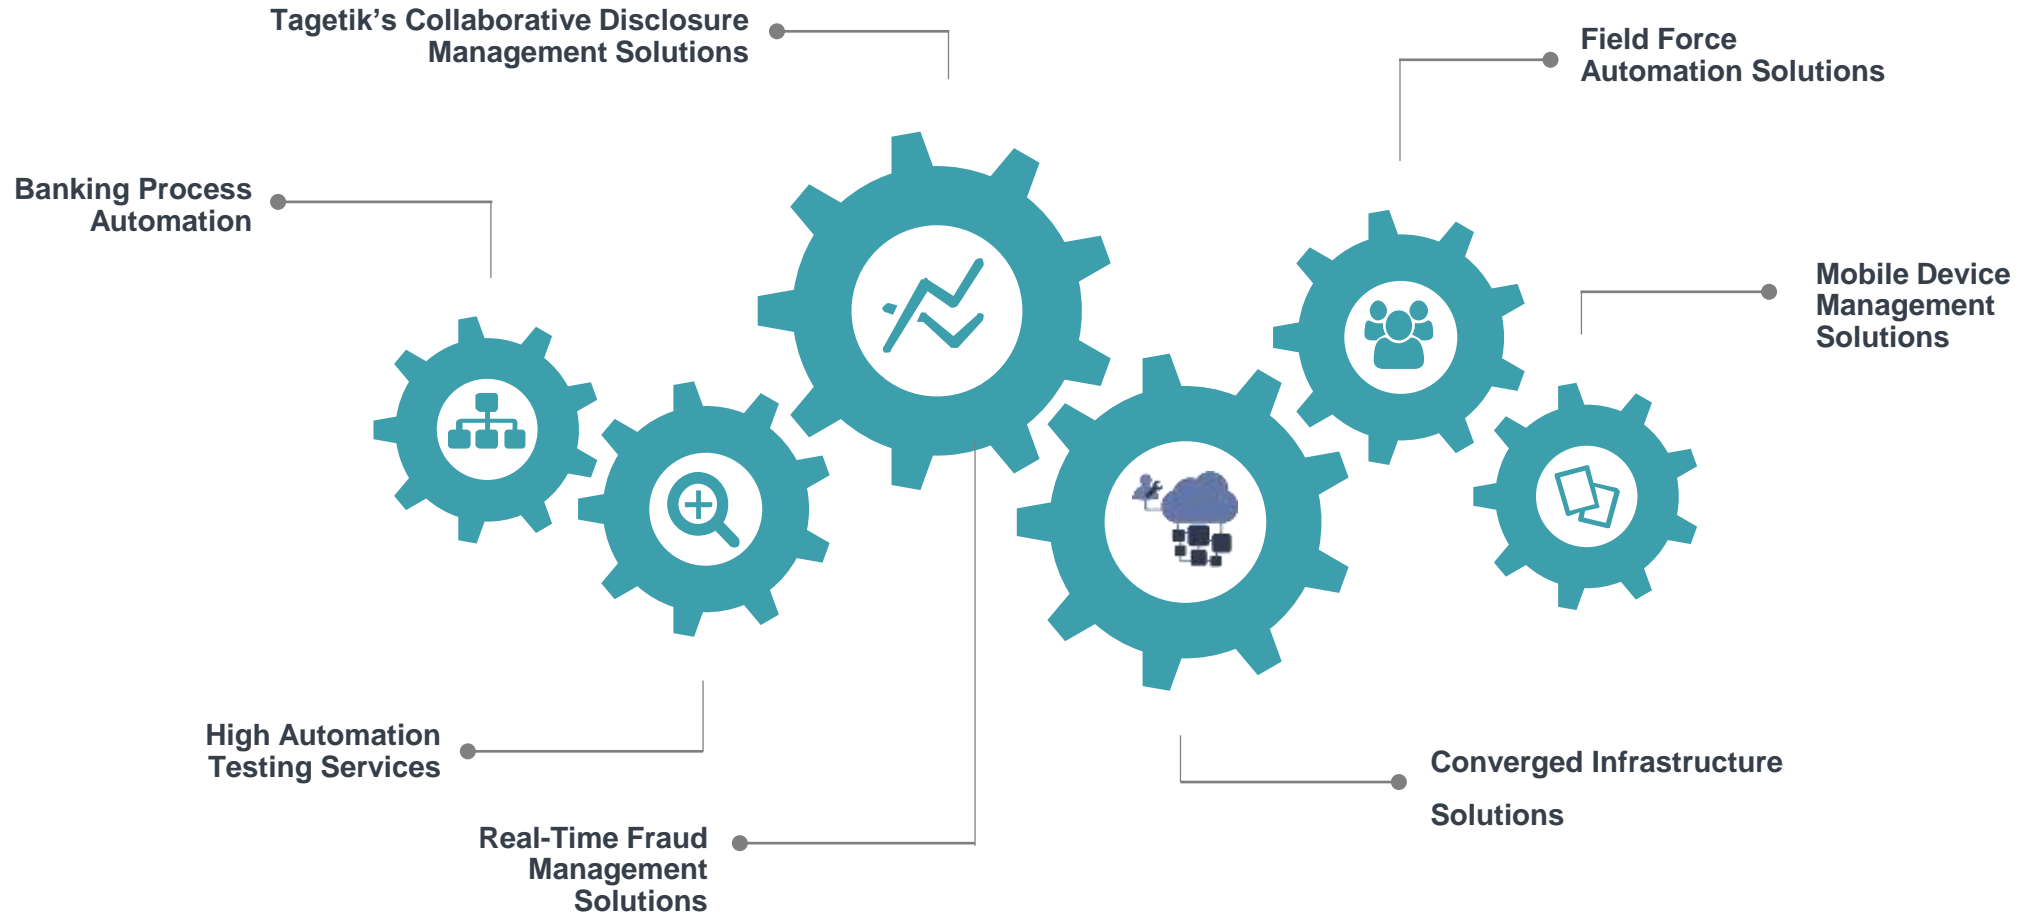 Tagetik’s Collaborative Disclosure
Management Solutions
Field Force
Automation Solutions
Banking Process
Automation
Mobile Device
Management
Solutions
High Automation
Testing Services
Converged Infrastructure
Solutions
Real-Time Fraud
Management
Solutions